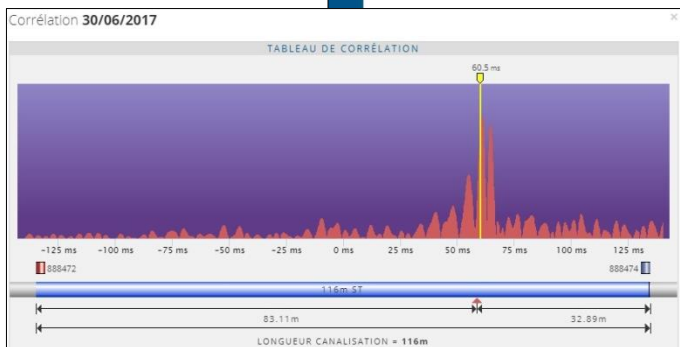 Corrélation 30/06/2017 ×
TABLEAU DE CORRÉLATION
60.5 ms
-125 ms -100 ms -75 ms -50 ms -25 ms 0 ms 25 ms 50 ms 75 ms 100 ms 125 ms
888472 888474
116m ST
83.11m 32.89m
LONGUEUR CANALISATION = 116m